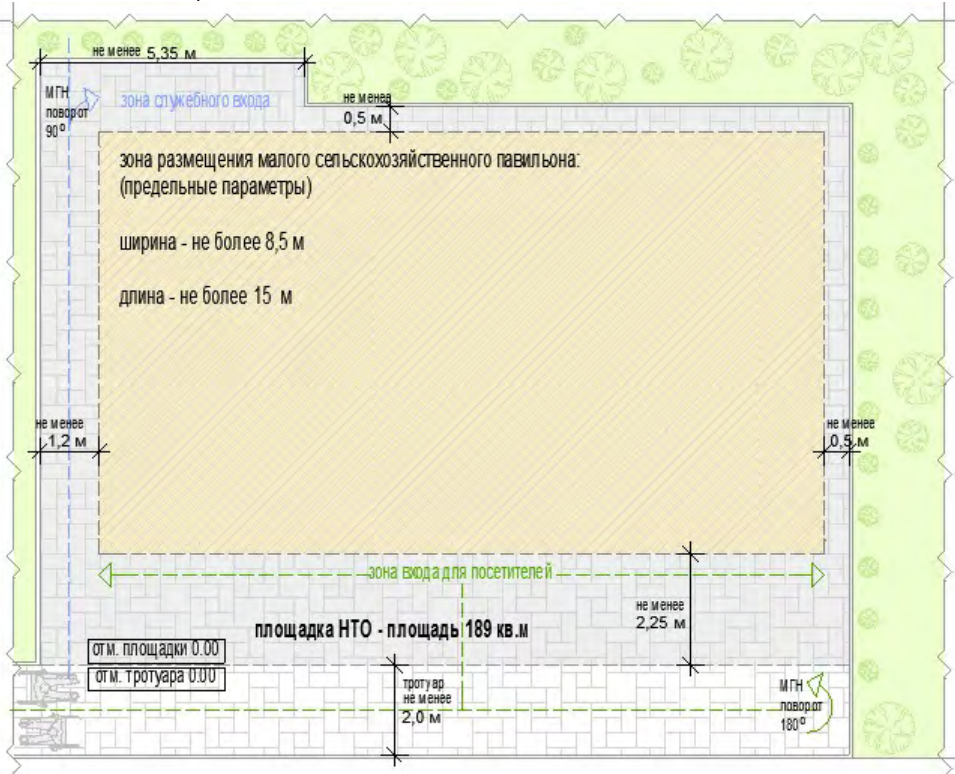 не менее 5,35 м
МГН
поворот
90°
зона служебного входа
не менее
0,5 м
зона размещения малого сельскохозяйственного павильона:
(предельные параметры)
ширина - не более 8,5 м
длина - не более 15 м
не менее
1,2 м
не менее
0,5 м
зона входа для посетителей
не менее
2,25 м
площадка НТО - площадь 189 кв.м
отм. площадки 0.00
отм. тротуара 0.00
тротуар
не менее
2,0 м
МГН
поворот
180°